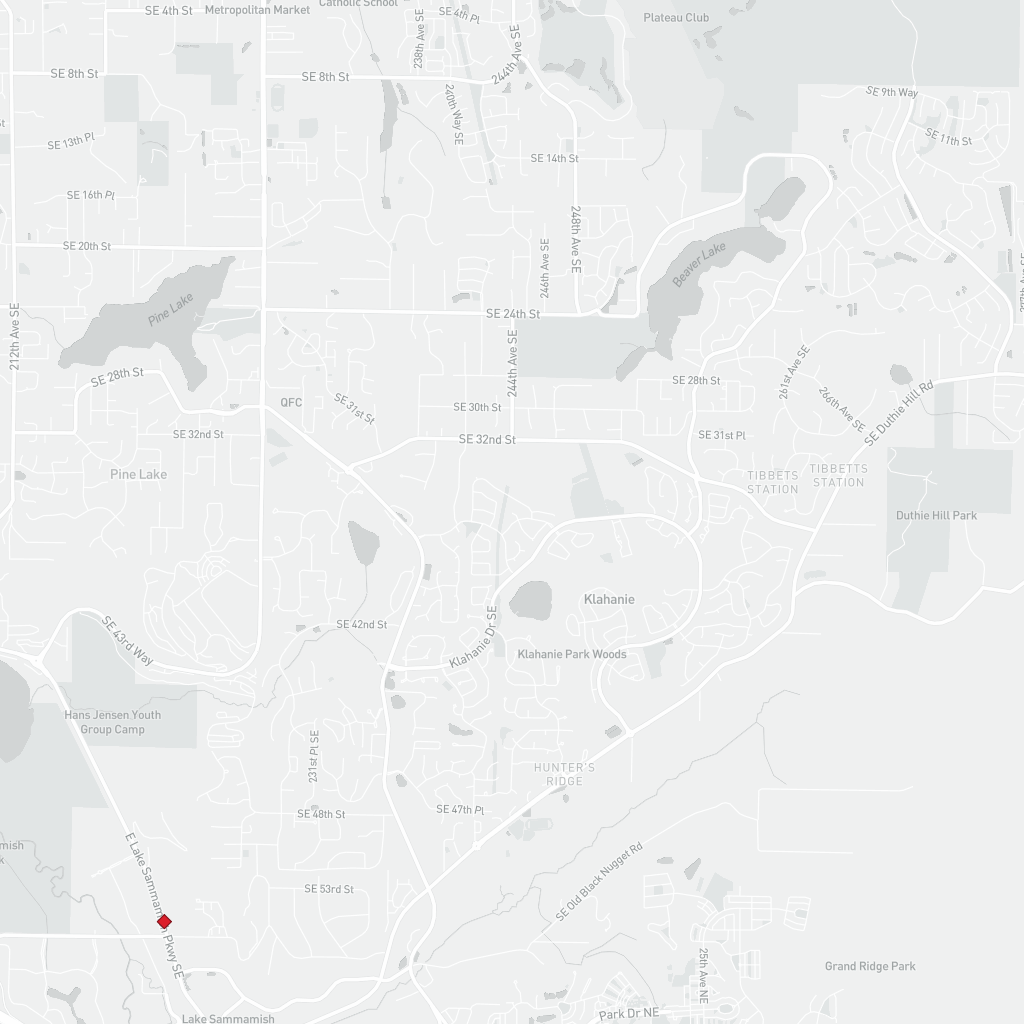 Catholic School
SE 4th St
Metropolitan Market
238th Ave SE
SE 4th Pl
Plateau Club
244th Ave SE
SE 8th St
SE 8th St
240th Way SE
SE 9th Way
SE 11th St
SE 13th Pl
SE 14th St
SE 16th Pl
248th Ave SE
246th Ave SE
SE 20th St
Beaver Lake
Pine Lake
212th Ave SE
SE 24th St
244th Ave SE
SE 28th St
SE 28th St
261st Ave SE
266th Ave SE
SE Duthie Hill Rd
QFC
SE 31st St
SE 30th St
SE 32nd St
SE 32nd St
SE 31st Pl
Pine Lake
TIBBETS
STATION
TIBBETTS
STATION
Duthie Hill Park
Klahanie
SE 42nd St
SE 43rd Way
Klahanie Dr SE
Klahanie Park Woods
Hans Jensen Youth
Group Camp
231st Pl SE
HUNTER'S
RIDGE
SE 48th St
SE 47th Pl
E Lake Sammamish Pkwy SE
SE Old Black Nugget Rd
SE 53rd St
25th Ave NE
Grand Ridge Park
Lake Sammamish
Park Dr NE